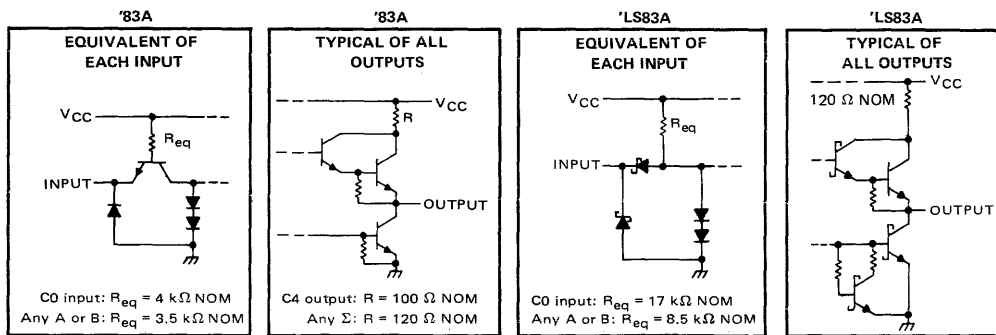 '83A
EQUIVALENT OF
EACH INPUT
VCC
Req
INPUT
C0 input: Req = 4 kΩ NOM
Any A or B: Req = 3.5 kΩ NOM
'83A
TYPICAL OF ALL
OUTPUTS
VCC
R
OUTPUT
C4 output: R = 100 Ω NOM
Any Σ: R = 120 Ω NOM
'LS83A
EQUIVALENT OF
EACH INPUT
VCC
Req
INPUT
C0 input: Req = 17 kΩ NOM
Any A or B: Req = 8.5 kΩ NOM
'LS83A
TYPICAL OF
ALL OUTPUTS
VCC
120 Ω NOM
OUTPUT